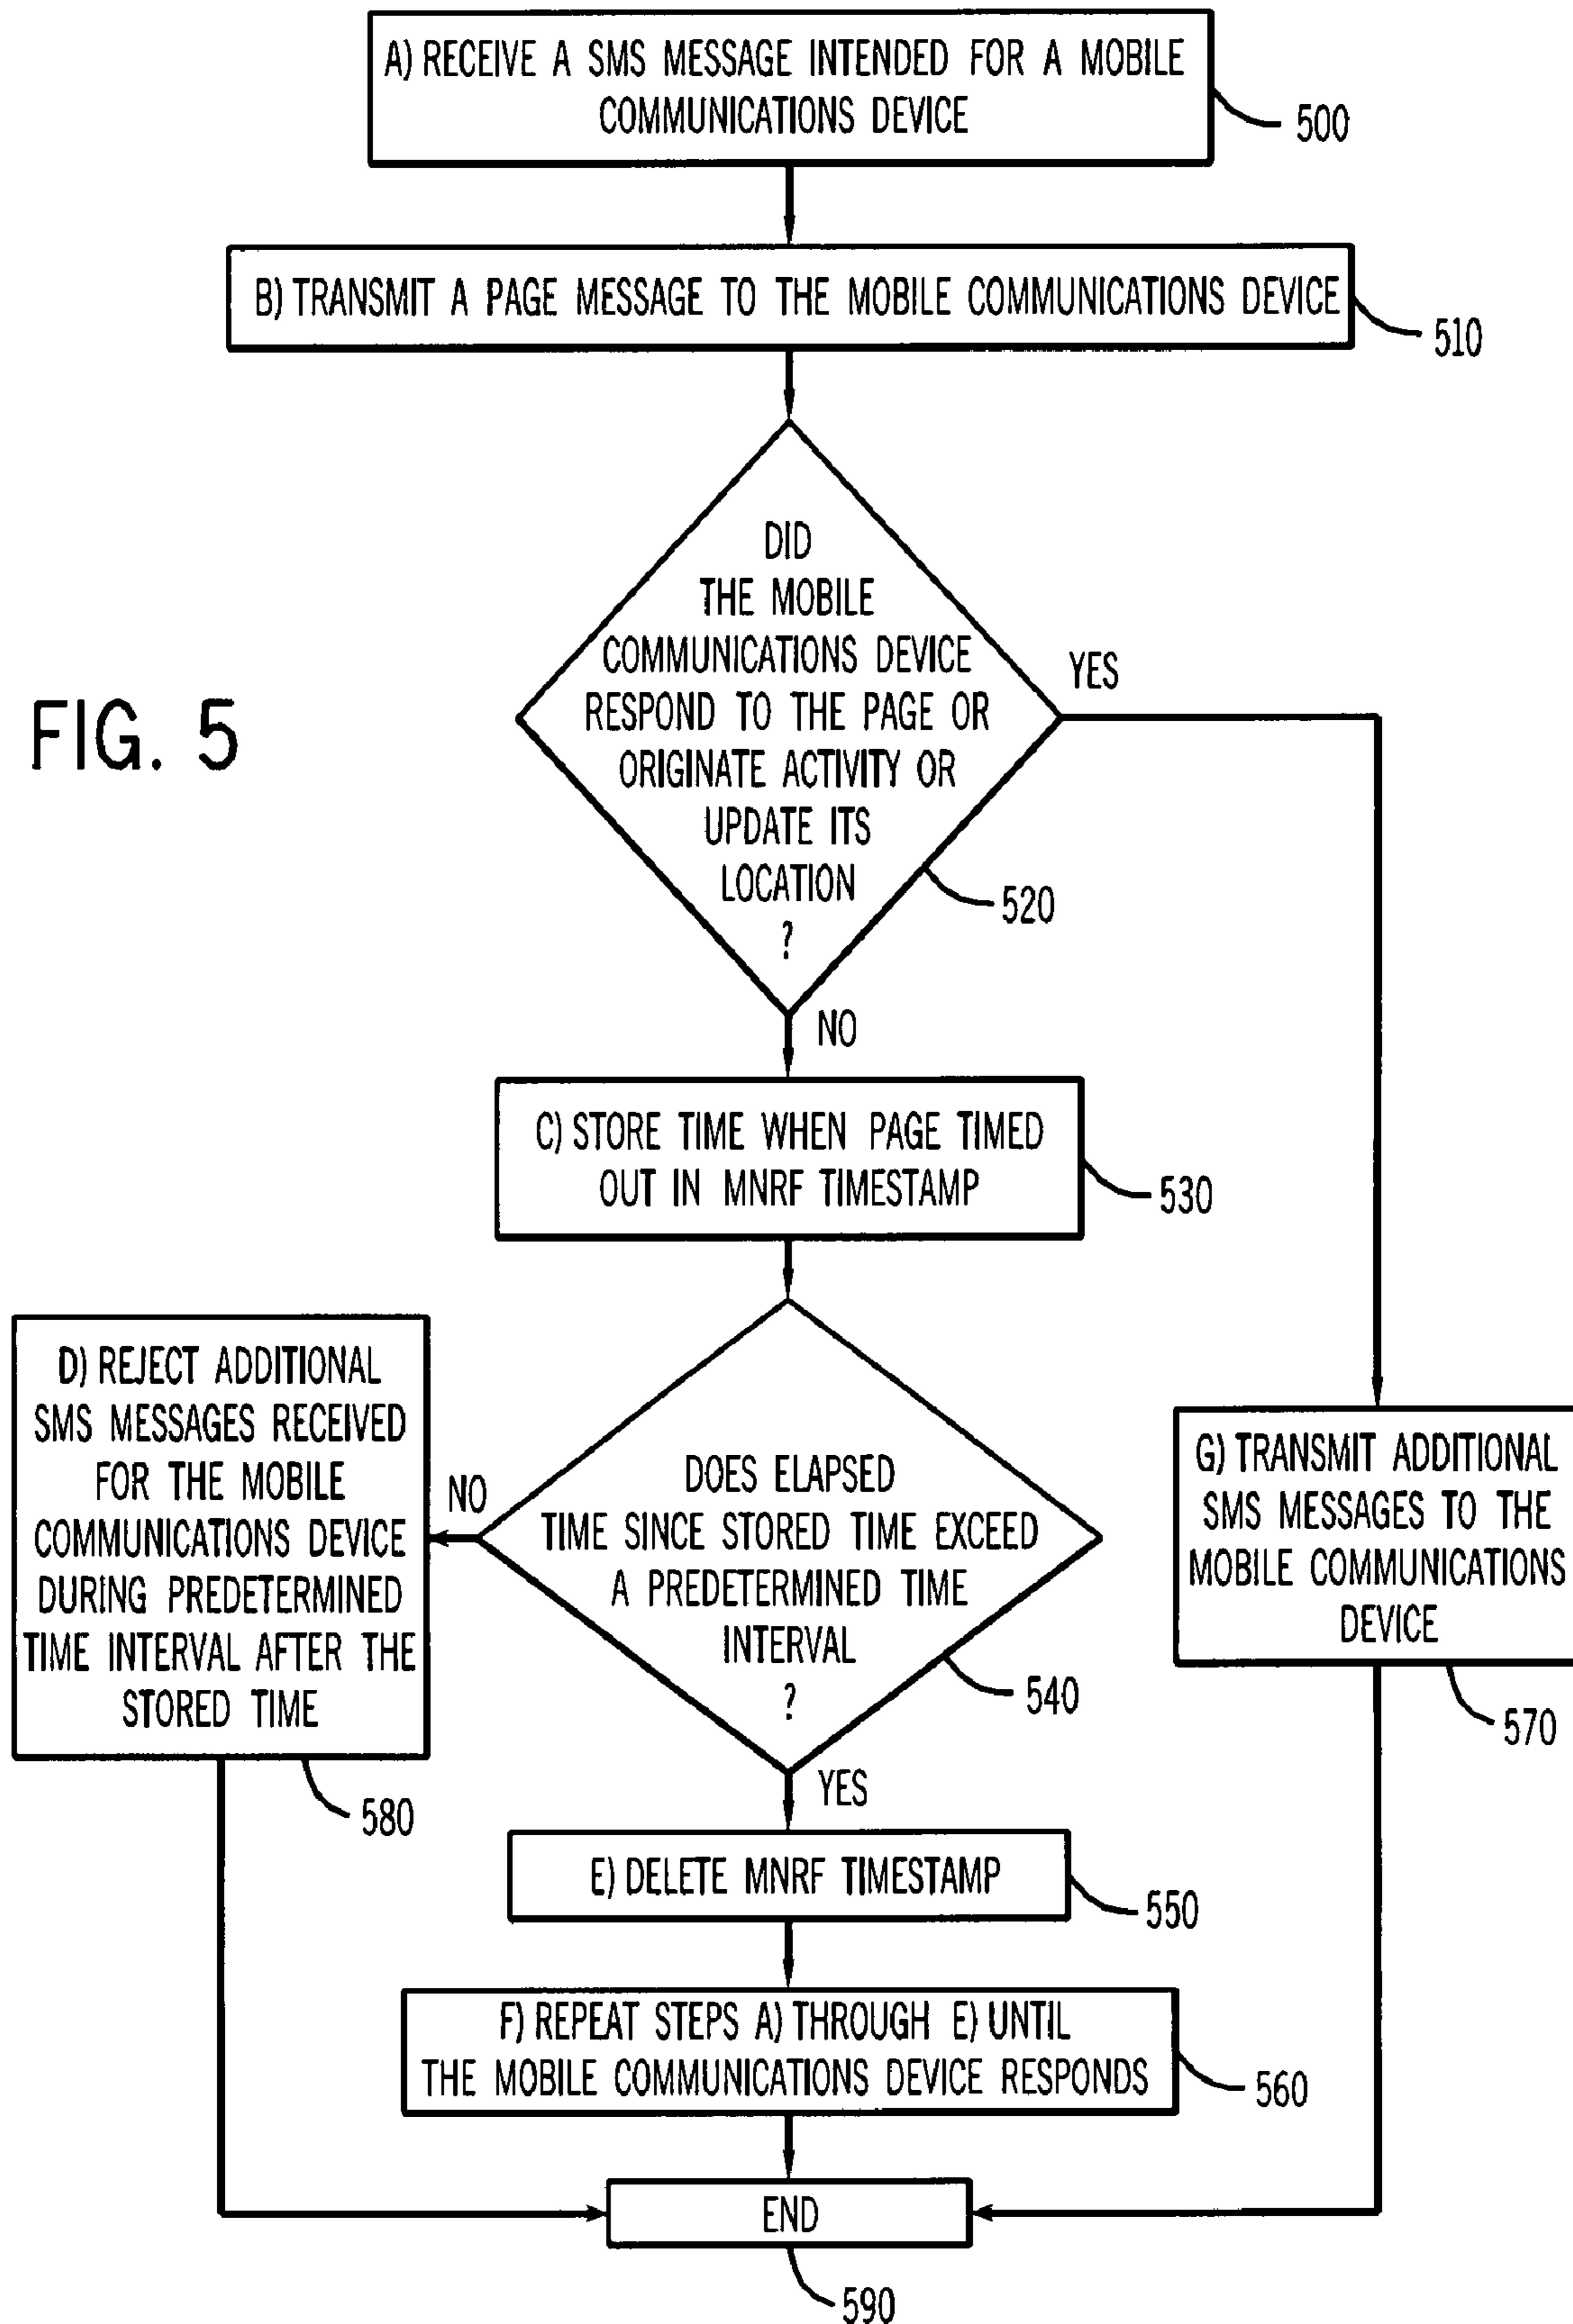 A) RECEIVE A SMS MESSAGE INTENDED FOR A MOBILE
COMMUNICATIONS DEVICE
500
B) TRANSMIT A PAGE MESSAGE TO THE MOBILE COMMUNICATIONS DEVICE
510
DID
THE MOBILE
COMMUNICATIONS DEVICE
RESPOND TO THE PAGE OR
ORIGINATE ACTIVITY OR
UPDATE ITS
LOCATION
?
520
YES
FIG. 5
NO
C) STORE TIME WHEN PAGE TIMED
OUT IN MNRF TIMESTAMP
530
DOES ELAPSED
TIME SINCE STORED TIME EXCEED
A PREDETERMINED TIME
INTERVAL
?
540
NO
D) REJECT ADDITIONAL
SMS MESSAGES RECEIVED
FOR THE MOBILE
COMMUNICATIONS DEVICE
DURING PREDETERMINED
TIME INTERVAL AFTER THE
STORED TIME
580
G) TRANSMIT ADDITIONAL
SMS MESSAGES TO THE
MOBILE COMMUNICATIONS
DEVICE
570
YES
E) DELETE MNRF TIMESTAMP
550
F) REPEAT STEPS A) THROUGH E) UNTIL
THE MOBILE COMMUNICATIONS DEVICE RESPONDS
560
END
590